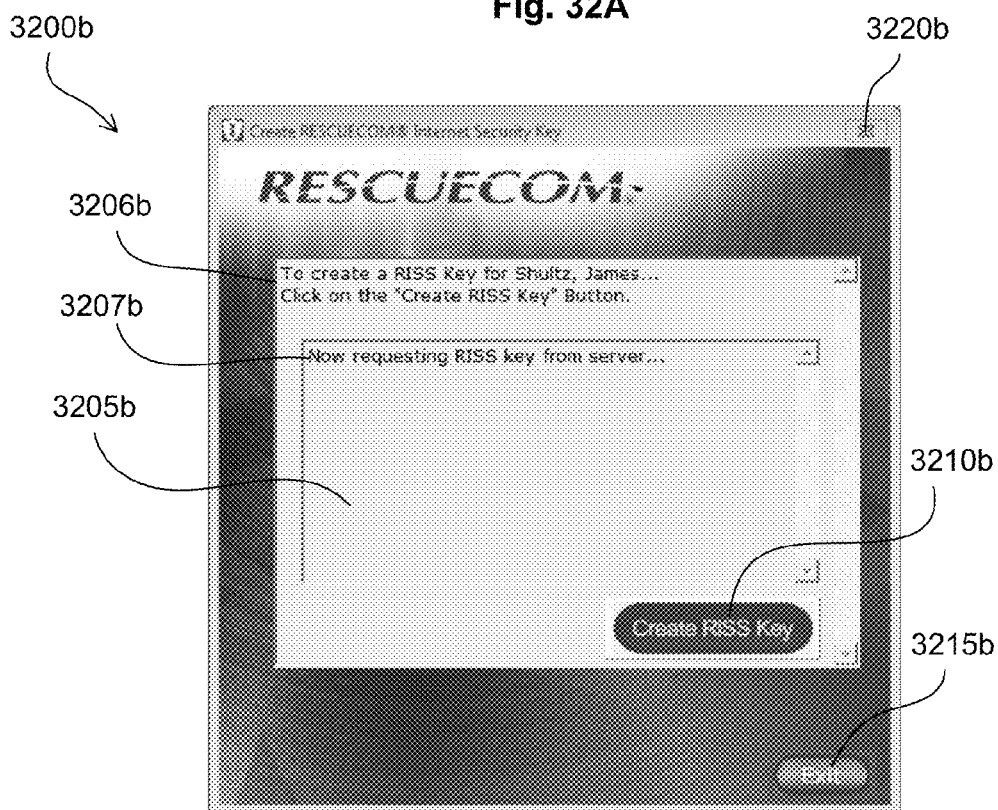 Fig. 32A
3200b
3220b
Create RESCUECOM® Internet Security Key
RESCUECOM
3206b
To create a RISS Key for Shultz, James...
Click on the "Create RISS Key" Button.
3207b
Now requesting RISS key from server...
3205b
3210b
Create RISS Key
3215b
Exit